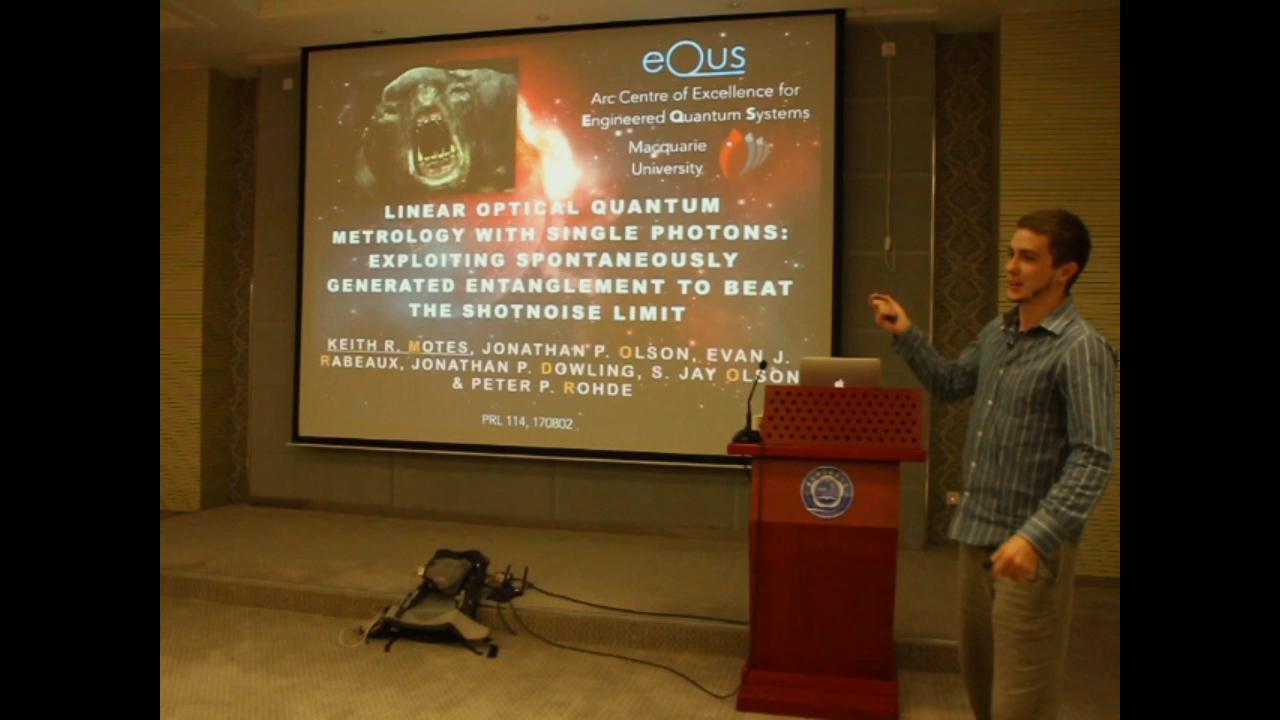 eQus
Arc Centre of Excellence for
Engineered Quantum Systems
Macquarie
University
LINEAR OPTICAL QUANTUM
METROLOGY WITH SINGLE PHOTONS:
EXPLOITING SPONTANEOUSLY
GENERATED ENTANGLEMENT TO BEAT
THE SHOTNOISE LIMIT
KEITH R. MOTES, JONATHAN P. OLSON, EVAN J.
RABEAUX, JONATHAN P. DOWLING, S. JAY OLSON
& PETER P. ROHDE
PRL 114, 170802